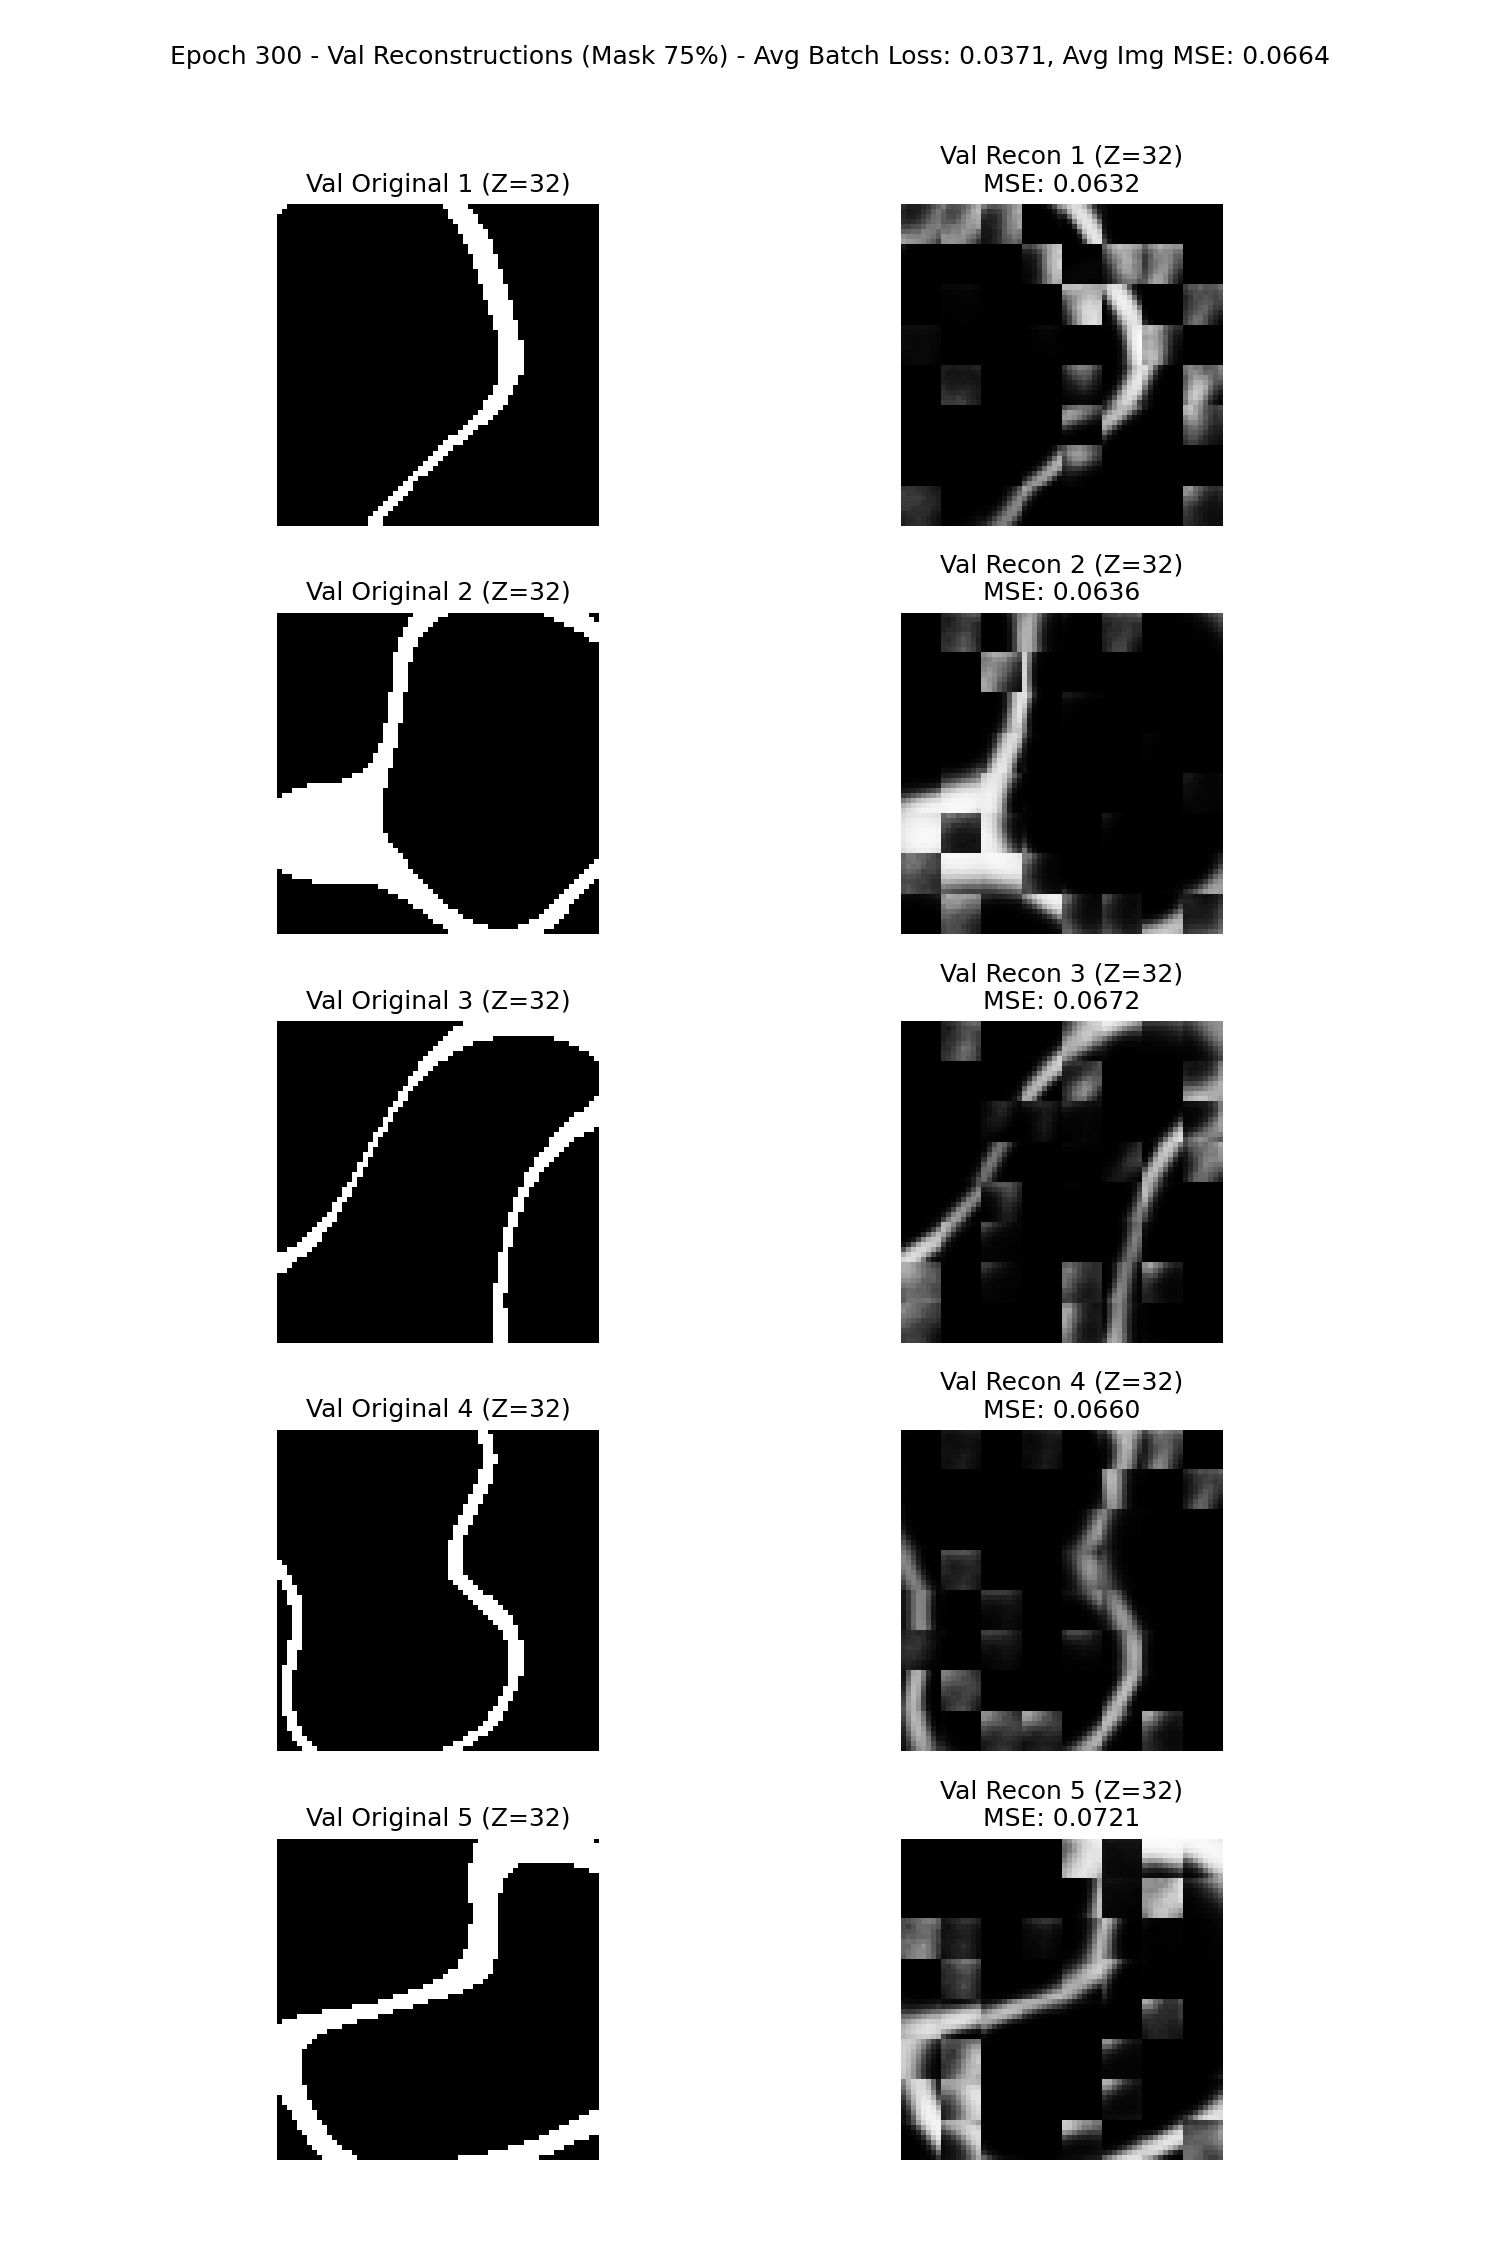 Epoch 300 - Val Reconstructions (Mask 75%) - Avg Batch Loss: 0.0371, Avg Img MSE: 0.0664
Val Original 1 (Z=32)
Val Recon 1 (Z=32)
MSE: 0.0632
Val Original 2 (Z=32)
Val Recon 2 (Z=32)
MSE: 0.0636
Val Original 3 (Z=32)
Val Recon 3 (Z=32)
MSE: 0.0672
Val Original 4 (Z=32)
Val Recon 4 (Z=32)
MSE: 0.0660
Val Original 5 (Z=32)
Val Recon 5 (Z=32)
MSE: 0.0721